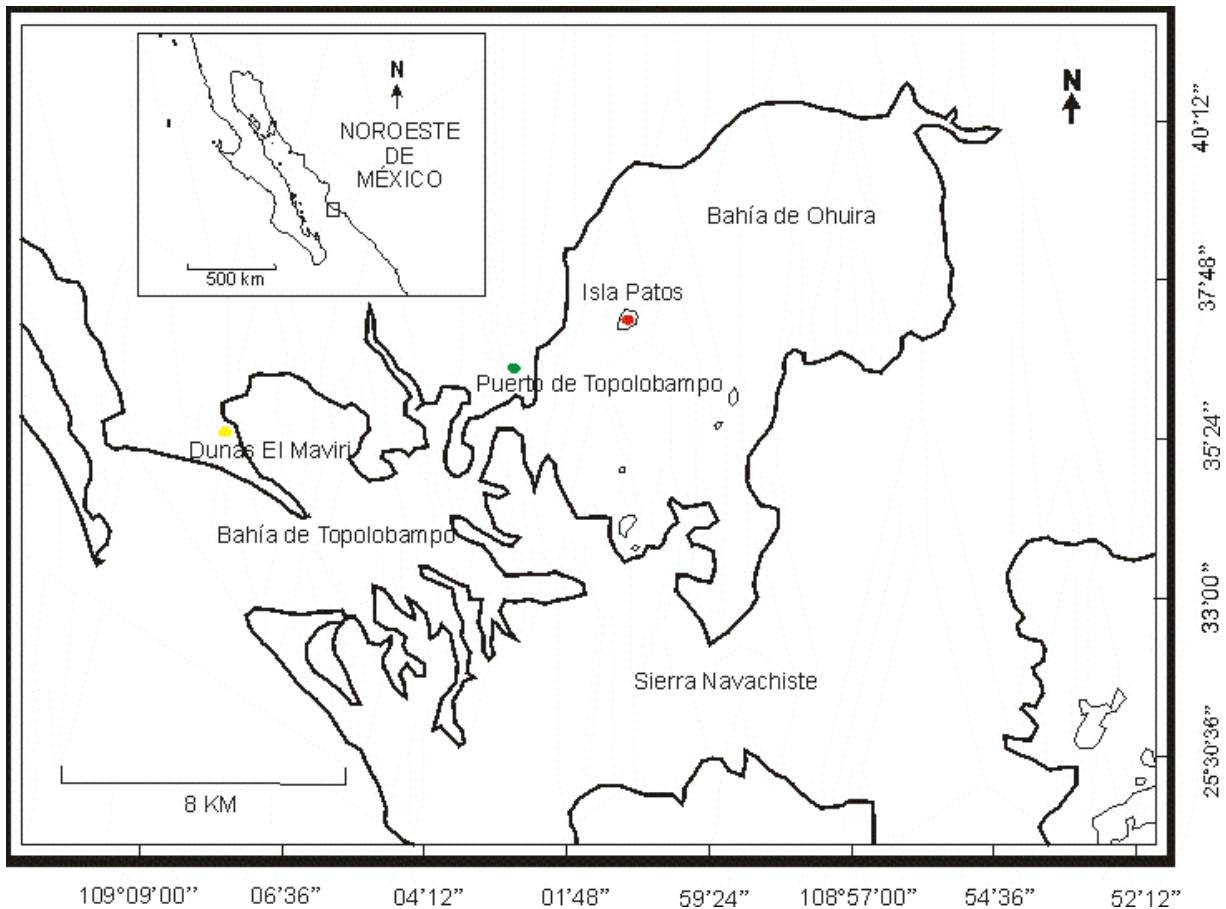 N
NOROESTE
DE
MÉXICO
500 km
N
Bahía de Ohuira
Isla Patos
Puerto de Topolobampo
Dunas El Maviri
Bahía de Topolobampo
Sierra Navachiste
8 KM
40°12’’
37°48’’
35°24’’
33°00’’
25°30’36’’
109°09’00’’
06°36’’
04°12’’
01°48’’
59°24’’
108°57’00’’
54°36’’
52°12’’